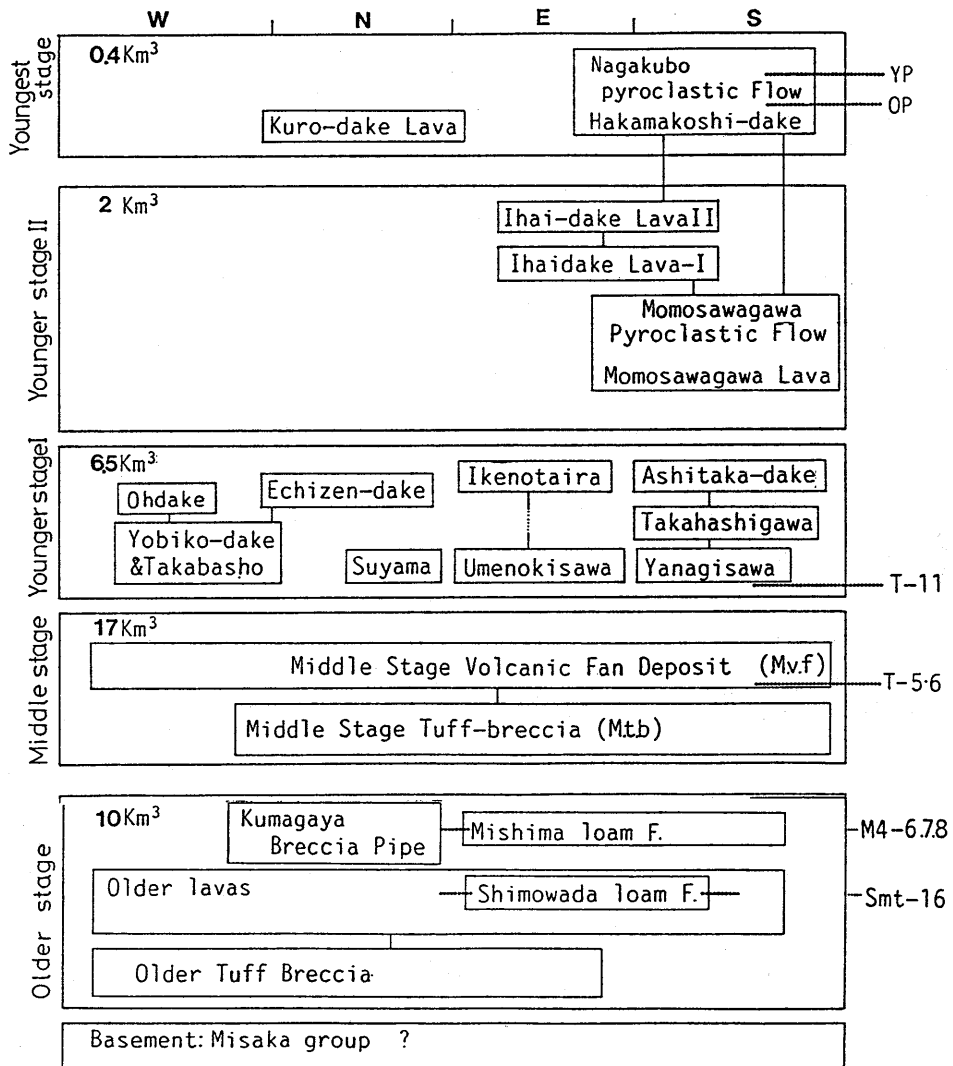 W N E S
Youngest stage
0.4 Km³
Nagakubo
pyroclastic Flow
Hakamakoshi-dake
Kuro-dake Lava
YP
OP
Younger stage II
2 Km³
Ihai-dake Lava II
Ihaidake Lava-I
Momosawagawa
Pyroclastic Flow
Momosawagawa Lava
Younger stage I
6.5 Km³
Ohdake
Echizen-dake
Ikenotaira
Ashitaka-dake
Yobiko-dake
&Takabasho
Takahashigawa
Suyama
Umenokisawa
Yanagisawa
T-11
Middle stage
17 Km³
Middle Stage Volcanic Fan Deposit (M.v.f)
T-5·6
Middle Stage Tuff-breccia (M.t.b)
Older stage
10 Km³
Kumagaya
Breccia Pipe
Mishima loam F.
M4-6.7.8
Older lavas
Shimowada loam F.
Smt-16
Older Tuff Breccia
Basement: Misaka group ?